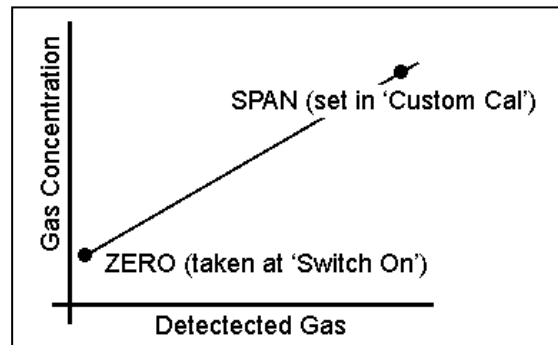 Gas Concentration
SPAN (set in ‘Custom Cal’)
ZERO (taken at ‘Switch On’)
Detectected Gas